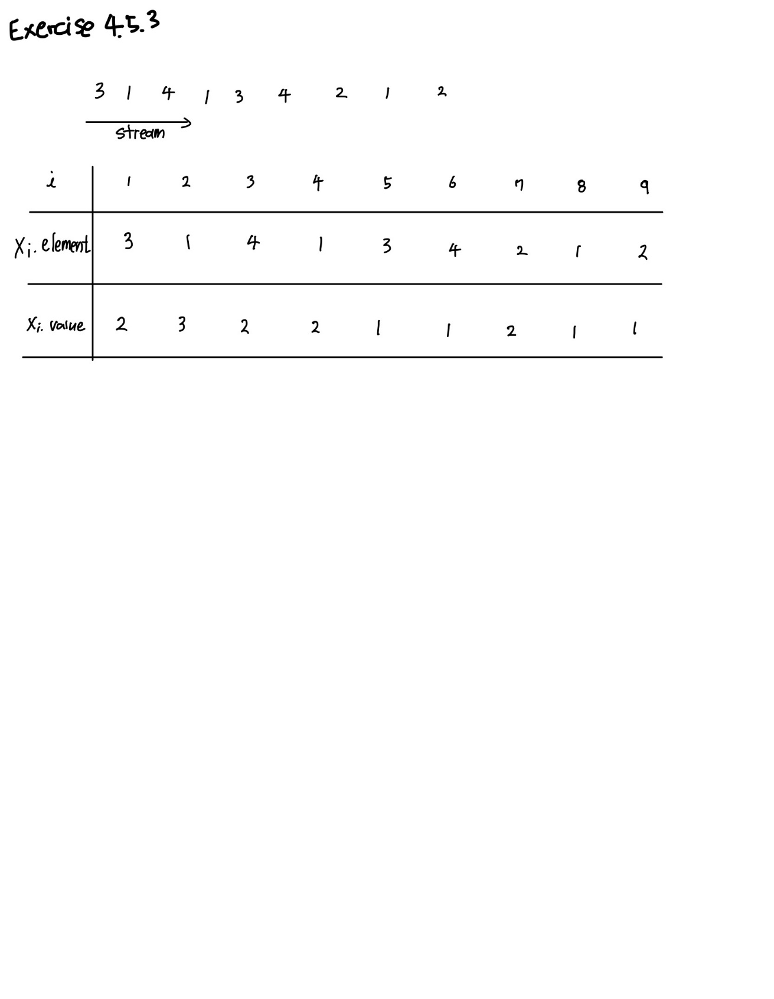 Exercise 4.5.3
3 1 4 1 3 4 2 1 2
stream
i 1 2 3 4 5 6 7 8 9
Xi. element 3 1 4 1 3 4 2 1 2
Xi. value 2 3 2 2 1 1 2 1 1